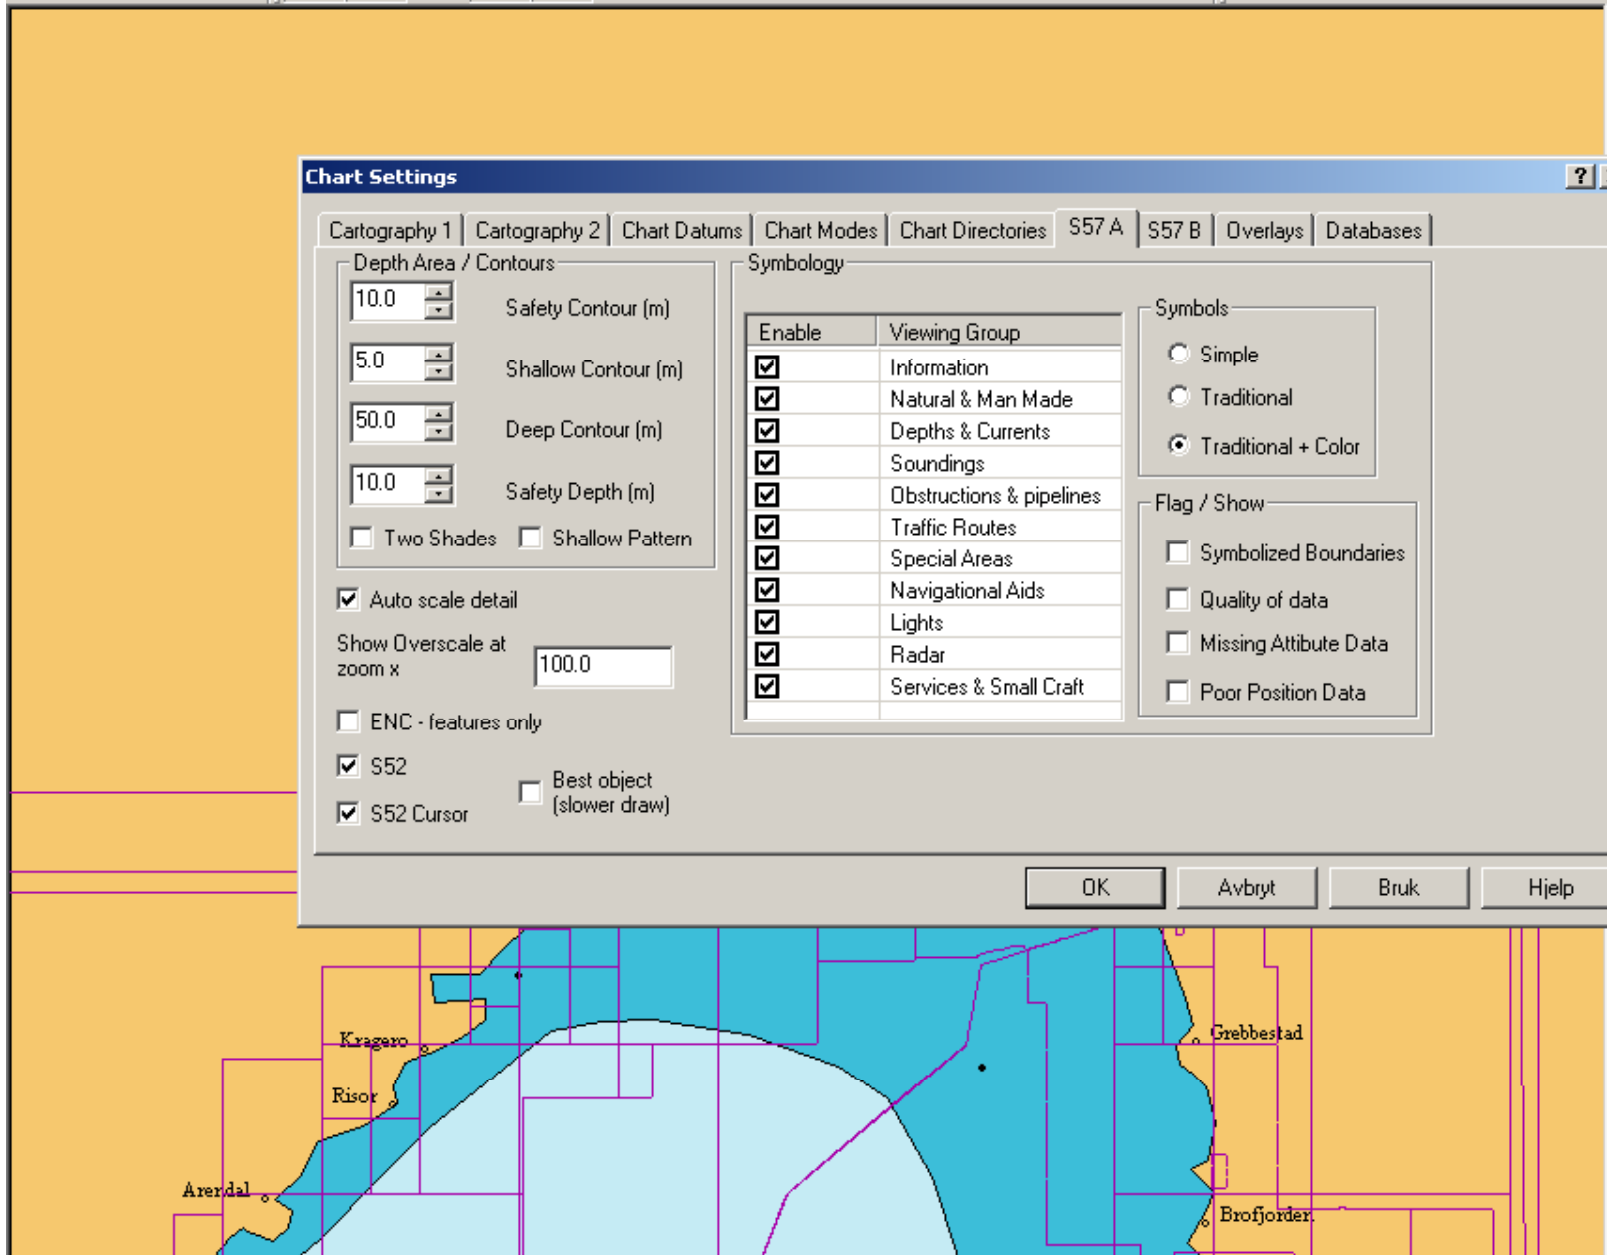 Chart Settings
?
Cartography 1 Cartography 2 Chart Datums Chart Modes Chart Directories S57 A S57 B Overlays Databases
Depth Area / Contours
10.0 Safety Contour (m)
5.0 Shallow Contour (m)
50.0 Deep Contour (m)
10.0 Safety Depth (m)
Two Shades Shallow Pattern
Auto scale detail
Show Overscale at
zoom x
100.0
ENC - features only
S52
S52 Cursor
Best object
(slower draw)
Symbology
Enable Viewing Group
Information
Natural & Man Made
Depths & Currents
Soundings
Obstructions & pipelines
Traffic Routes
Special Areas
Navigational Aids
Lights
Radar
Services & Small Craft
Symbols
Simple
Traditional
Traditional + Color
Flag / Show
Symbolized Boundaries
Quality of data
Missing Attibute Data
Poor Position Data
OK Avbryt Bruk Hjelp
Kragero
Grebbestad
Risor
Arendal
Brofjorden